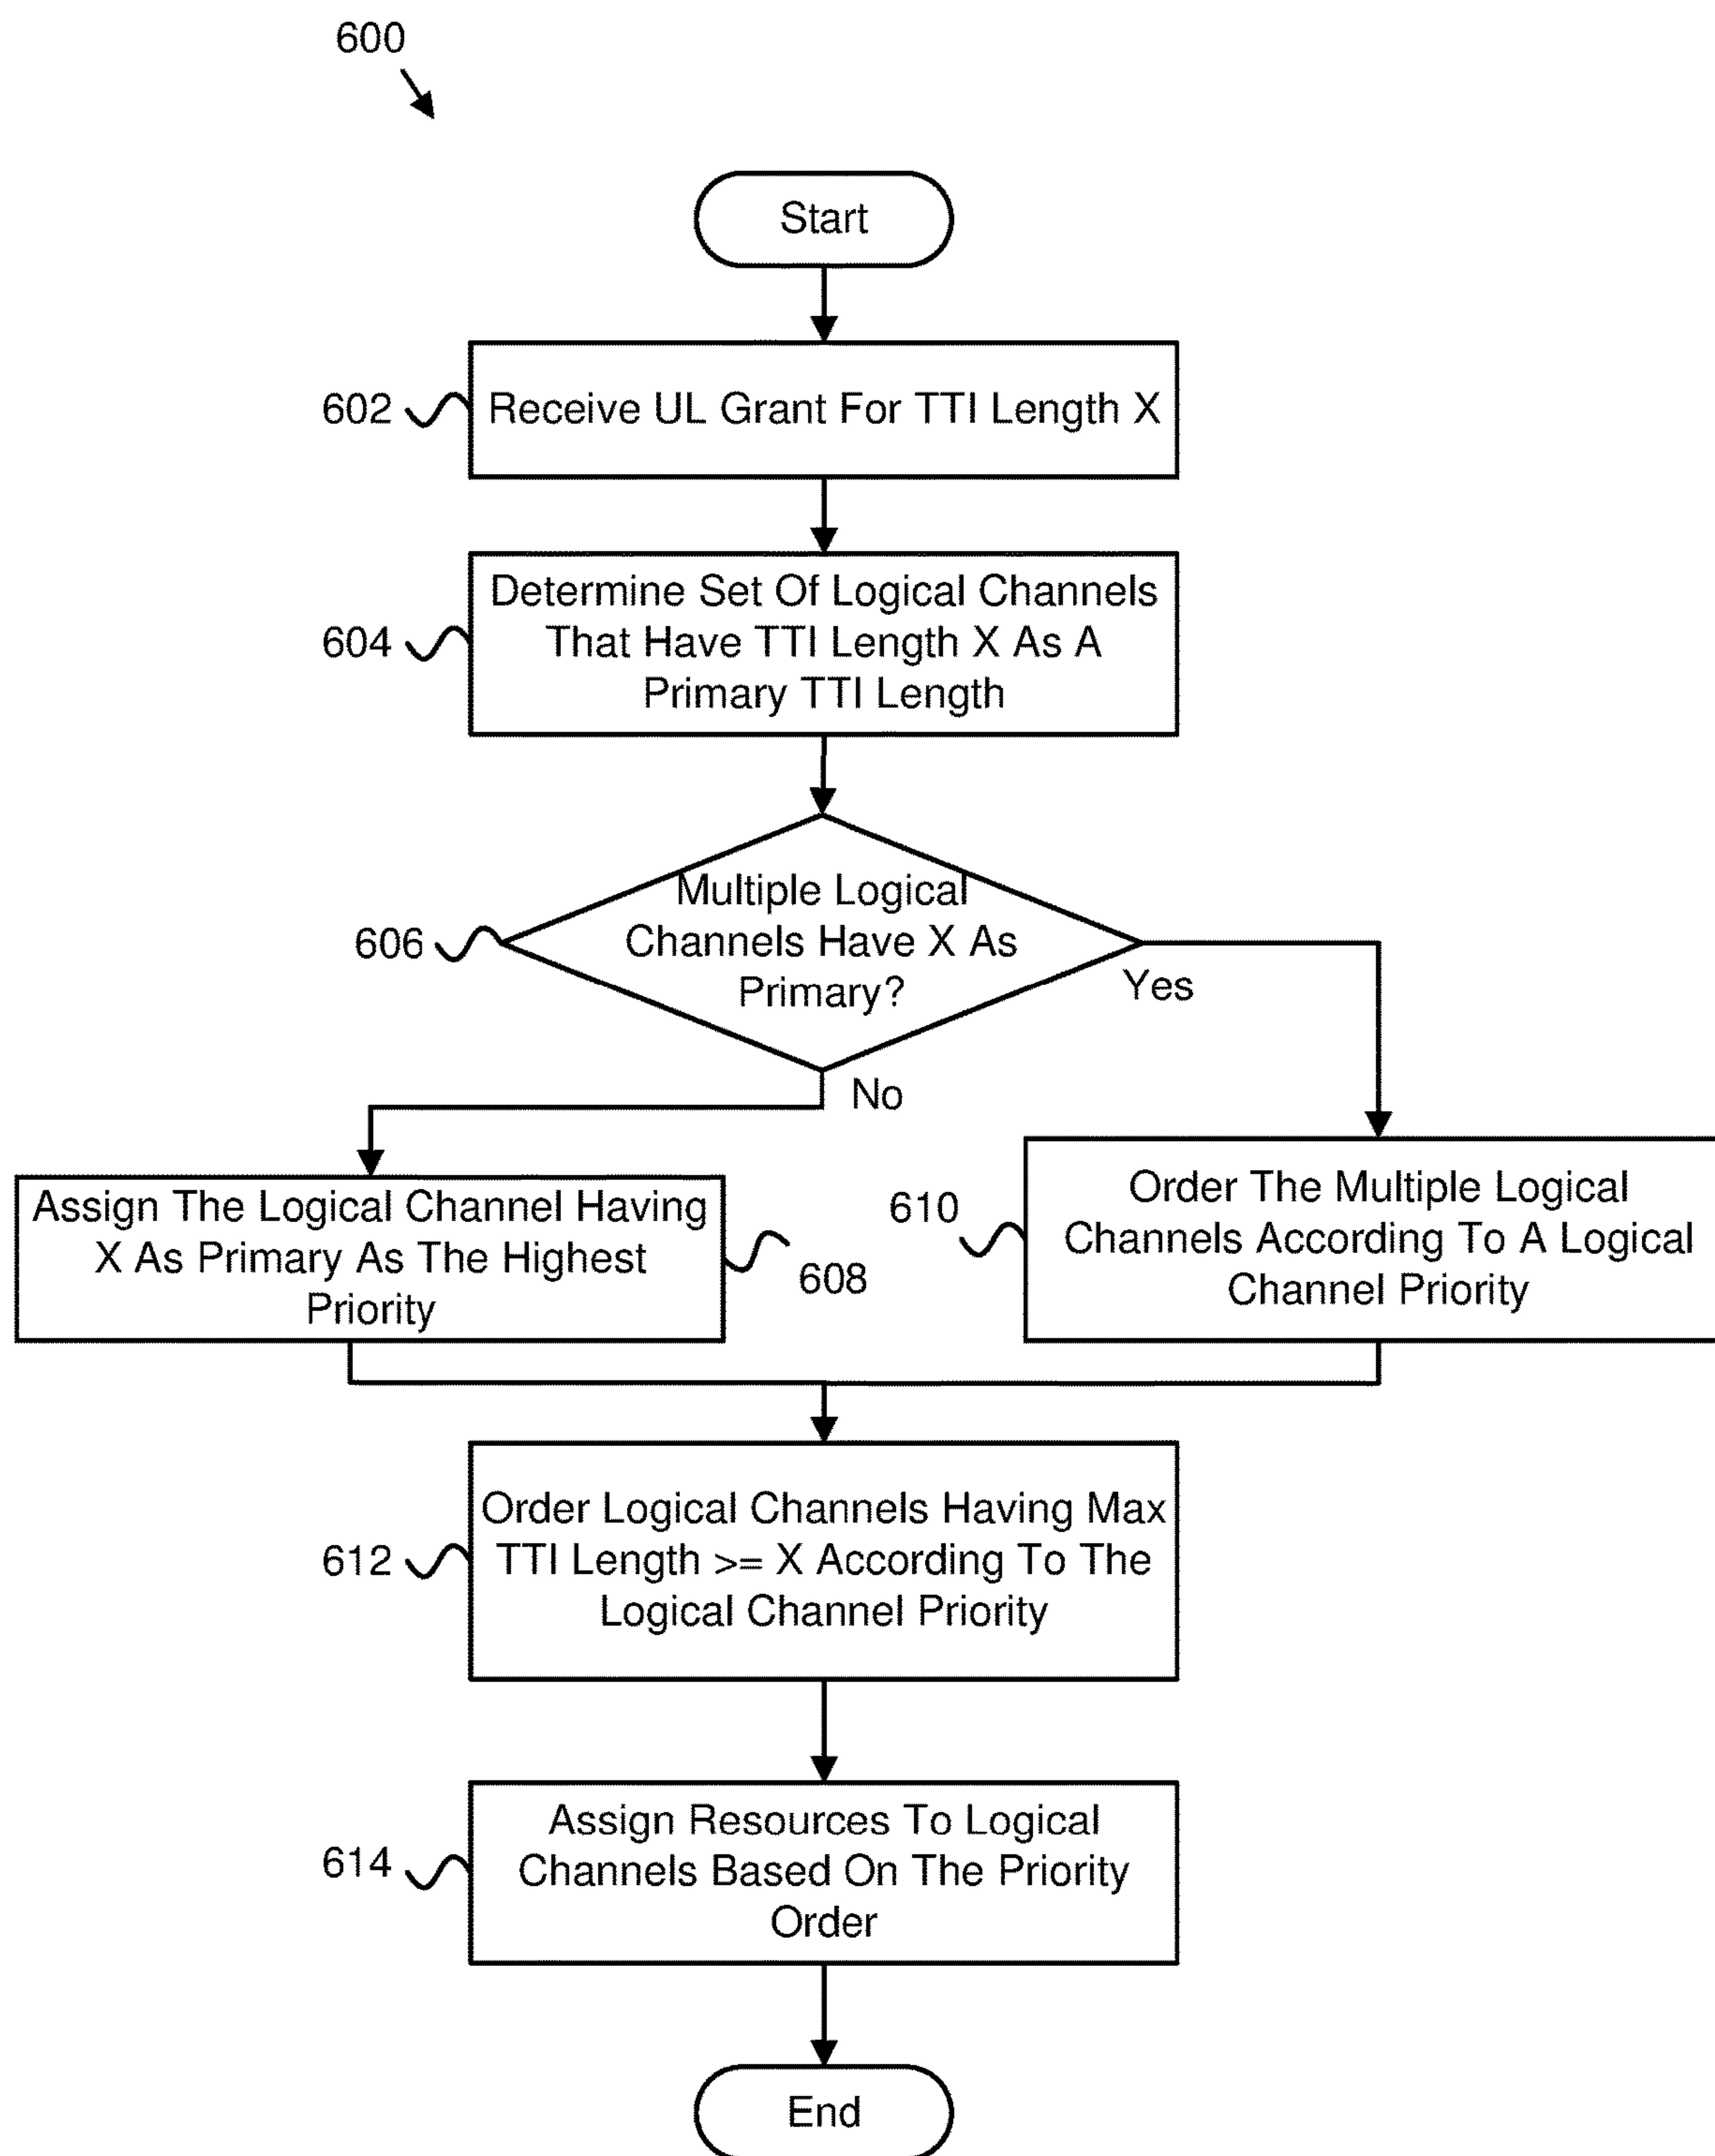 600
Start
602
Receive UL Grant For TTI Length X
604
Determine Set Of Logical Channels
That Have TTI Length X As A
Primary TTI Length
606
Multiple Logical
Channels Have X As
Primary?
Yes
No
Assign The Logical Channel Having
X As Primary As The Highest
Priority
608
610
Order The Multiple Logical
Channels According To A Logical
Channel Priority
612
Order Logical Channels Having Max
TTI Length >= X According To The
Logical Channel Priority
614
Assign Resources To Logical
Channels Based On The Priority
Order
End